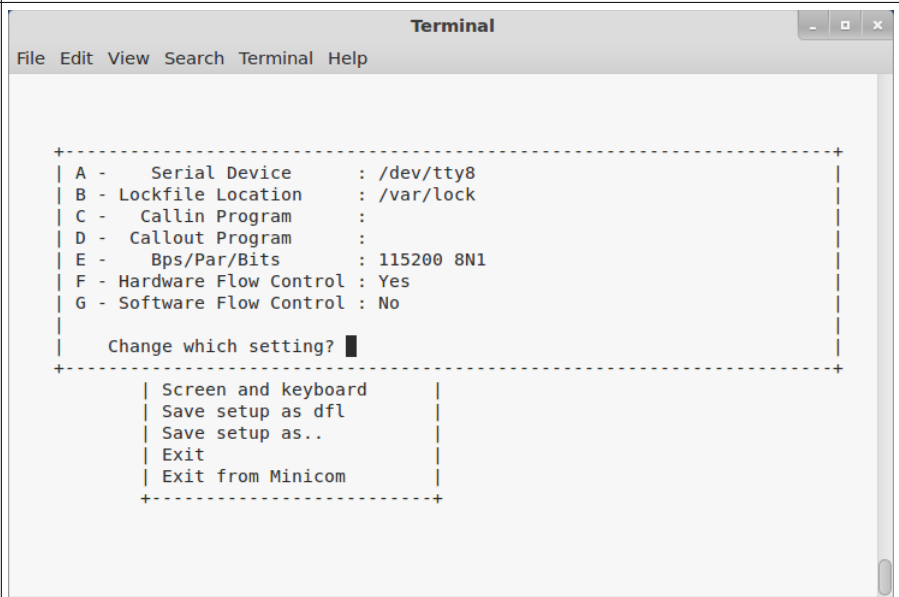 Terminal
File Edit View Search Terminal Help
+-----------------------------------------------------------------------+
| A -    Serial Device      : /dev/tty8                                 |
| B - Lockfile Location     : /var/lock                                 |
| C -   Callin Program      :                                           |
| D -  Callout Program      :                                           |
| E -    Bps/Par/Bits       : 115200 8N1                                |
| F - Hardware Flow Control : Yes                                       |
| G - Software Flow Control : No                                        |
|                                                                       |
|    Change which setting?                                              |
+-----------------------------------------------------------------------+
| Screen and keyboard      |
| Save setup as dfl        |
| Save setup as..          |
| Exit                     |
| Exit from Minicom        |
+--------------------------+